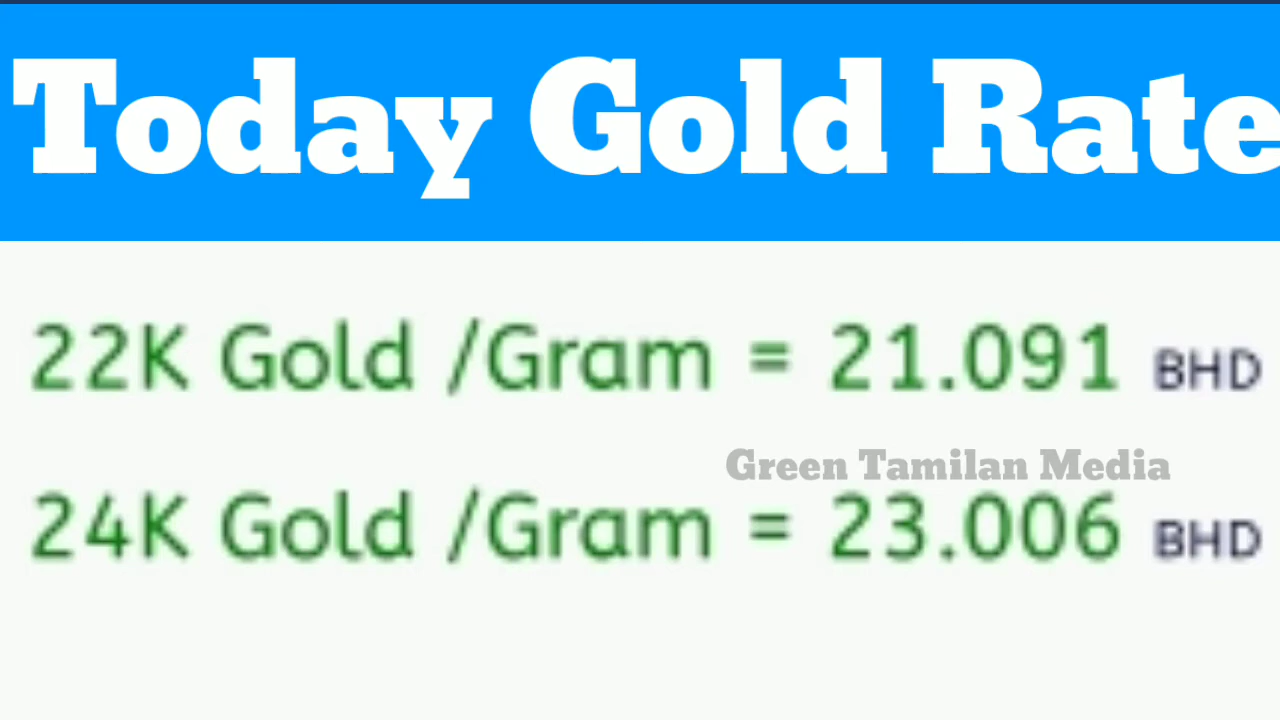 Today Gold Rate
22K Gold /Gram = 21.091 BHD
Green Tamilan Media
24K Gold /Gram = 23.006 BHD